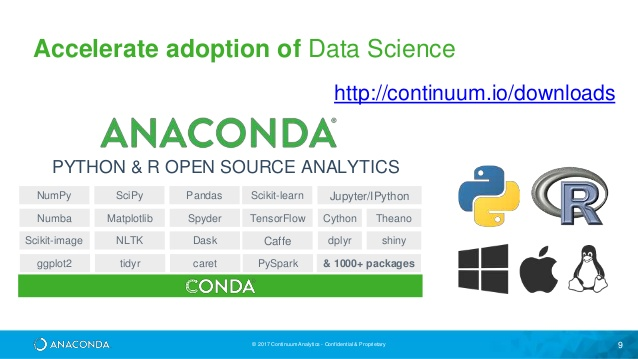 Accelerate adoption of Data Science
http://continuum.io/downloads
ANACONDA®
PYTHON & R OPEN SOURCE ANALYTICS
NumPy SciPy Pandas Scikit-learn Jupyter/IPython
Numba Matplotlib Spyder TensorFlow Cython Theano
Scikit-image NLTK Dask Caffe dplyr shiny
ggplot2 tidyr caret PySpark & 1000+ packages
CONDA
R
ANACONDA
© 2017 Continuum Analytics - Confidential & Proprietary
9